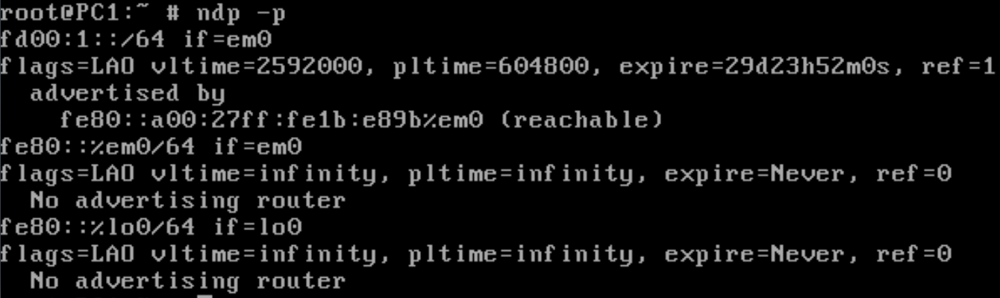 root@PC1:~ # ndp -p
fd00:1::/64 if=em0
flags=LAO vltime=2592000, pltime=604800, expire=29d23h52m0s, ref=1
  advertised by
    fe80::a00:27ff:fe1b:e89b%em0 (reachable)
fe80::%em0/64 if=em0
flags=LAO vltime=infinity, pltime=infinity, expire=Never, ref=0
  No advertising router
fe80::%lo0/64 if=lo0
flags=LAO vltime=infinity, pltime=infinity, expire=Never, ref=0
  No advertising router